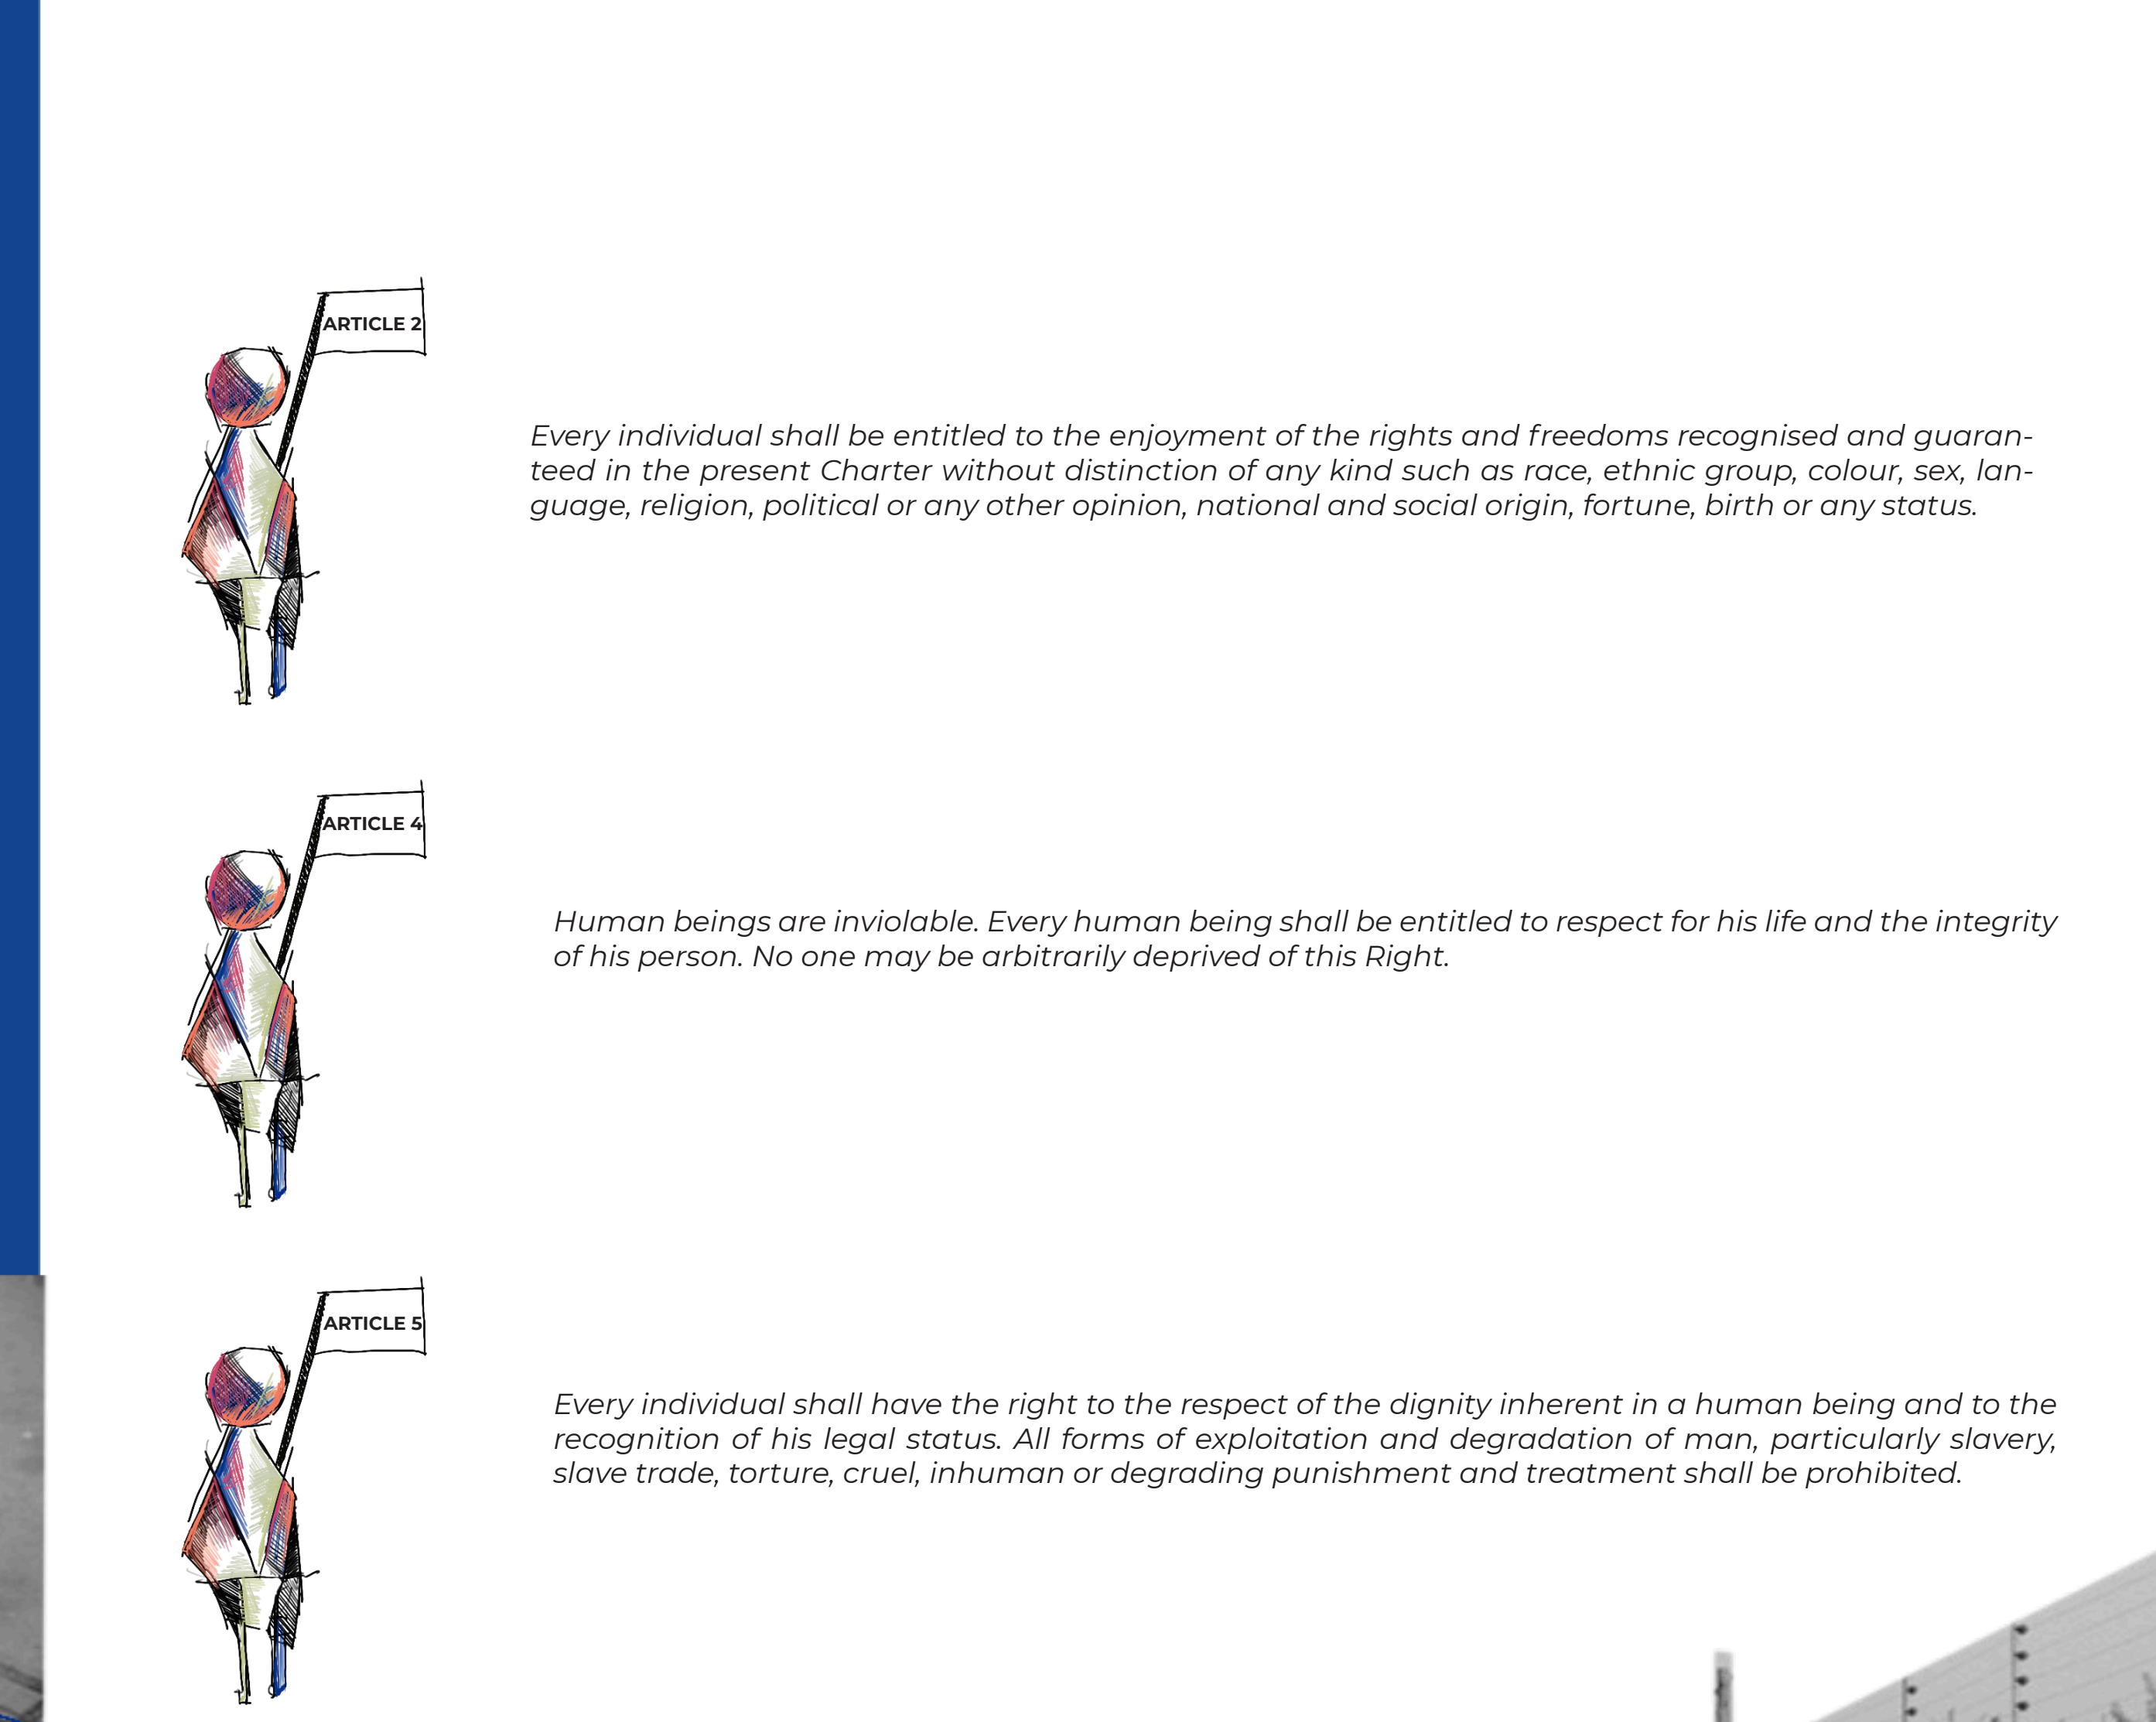 ARTICLE 2
Every individual shall be entitled to the enjoyment of the rights and freedoms recognised and guaran-
teed in the present Charter without distinction of any kind such as race, ethnic group, colour, sex, lan-
guage, religion, political or any other opinion, national and social origin, fortune, birth or any status.
ARTICLE 4
Human beings are inviolable. Every human being shall be entitled to respect for his life and the integrity
of his person. No one may be arbitrarily deprived of this Right.
ARTICLE 5
Every individual shall have the right to the respect of the dignity inherent in a human being and to the
recognition of his legal status. All forms of exploitation and degradation of man, particularly slavery,
slave trade, torture, cruel, inhuman or degrading punishment and treatment shall be prohibited.